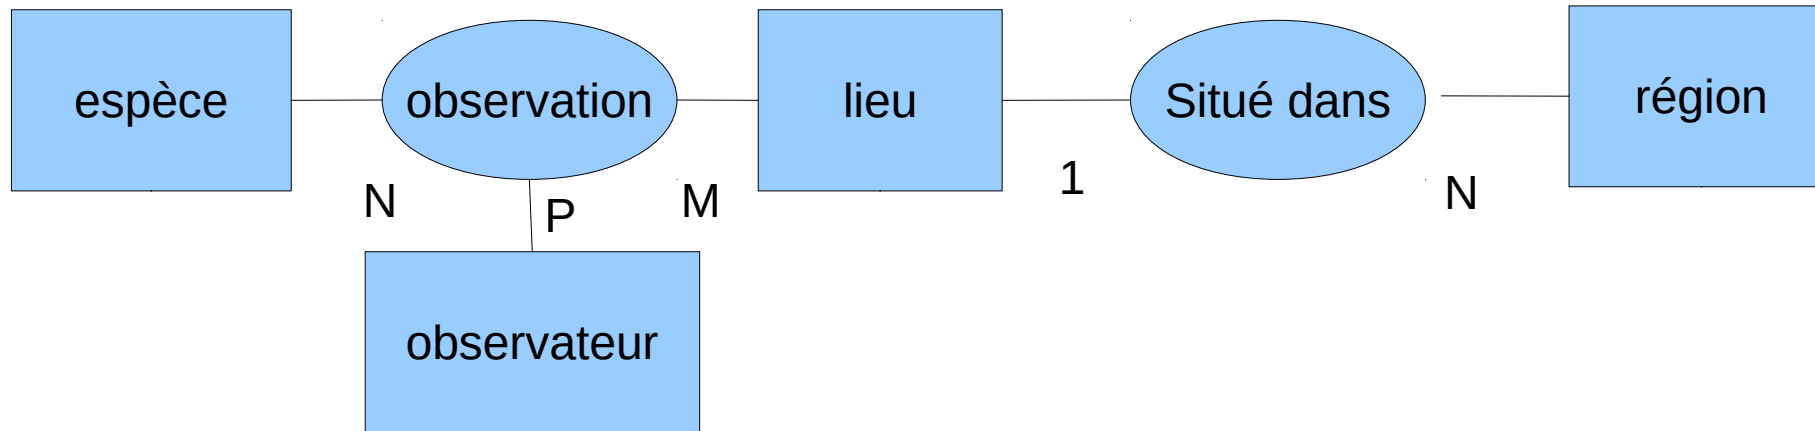 espèce
observation
lieu
Situé dans
région
N
P
M
1
N
observateur